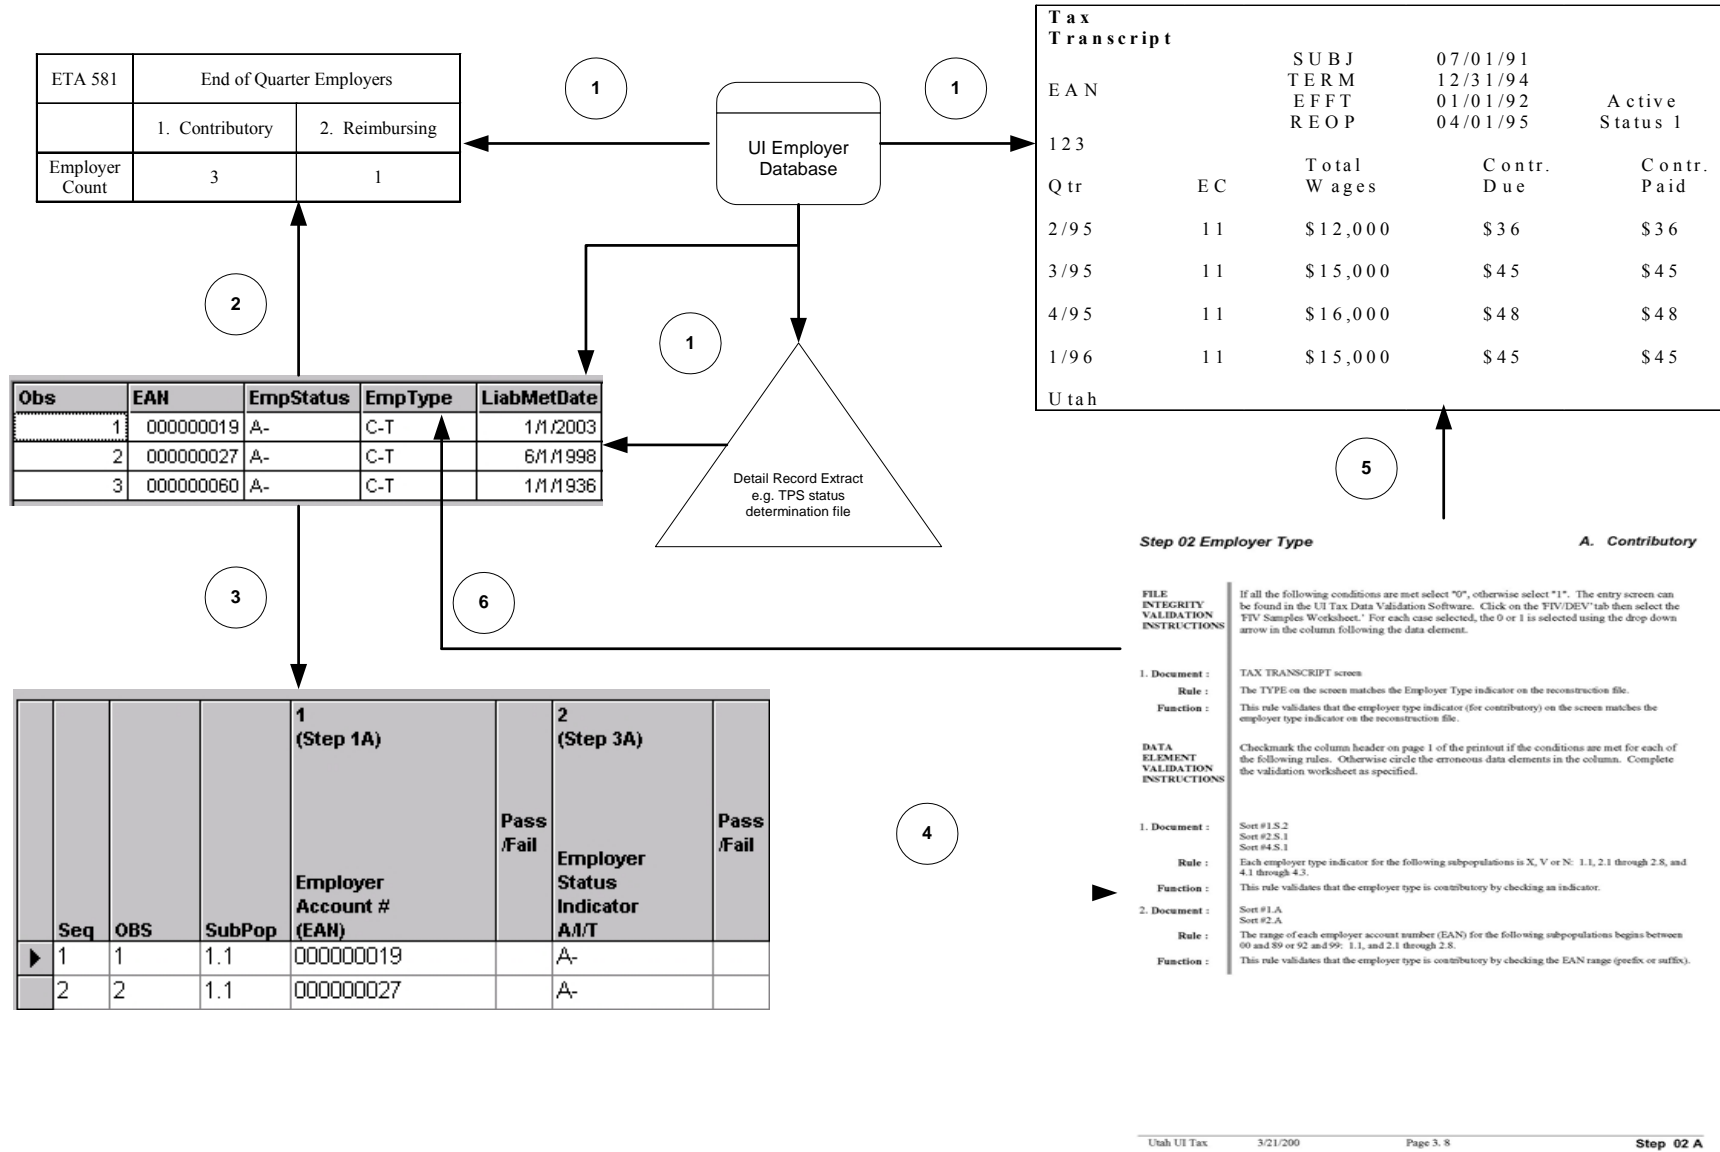 ETA 581 End of Quarter Employers
1. Contributory 2. Reimbursing
Employer
Count 3 1
1
UI Employer
Database
1
Tax
Transcript
SUBJ 07/01/91
TERM 12/31/94
EAN
EFFT 01/01/92 Active
REOP 04/01/95 Status 1
123
Total Contr. Contr.
Qtr EC Wages Due Paid
2/95 11 $12,000 $36 $36
3/95 11 $15,000 $45 $45
4/95 11 $16,000 $48 $48
1/96 11 $15,000 $45 $45
Utah
2
1
Obs EAN EmpStatus EmpType LiabMetDate
1 000000019 A- C-T 1/1/2003
2 000000027 A- C-T 6/1/1998
3 000000060 A- C-T 1/1/1936
Detail Record Extract
e.g. TPS status
determination file
5
3
6
1
(Step 1A)
2
(Step 3A)
Seq OBS SubPop
Employer
Account #
(EAN)
Pass
/Fail
Employer
Status
Indicator
A/I/T
Pass
/Fail
1 1 1.1 000000019 A-
2 2 1.1 000000027 A-
4
Step 02 Employer Type A. Contributory
FILE
INTEGRITY
VALIDATION
INSTRUCTIONS
If all the following conditions are met select "0", otherwise select "1". The entry screen can
be found in the UI Tax Data Validation Software. Click on the 'FIV/DEV' tab then select the
'FIV Samples Worksheet.' For each case selected, the 0 or 1 is selected using the drop down
arrow in the column following the data element.
1. Document : TAX TRANSCRIPT screen
Rule : The TYPE on the screen matches the Employer Type indicator on the reconstruction file.
Function : This rule validates that the employer type indicator (for contributory) on the screen matches the
employer type indicator on the reconstruction file.
DATA
ELEMENT
VALIDATION
INSTRUCTIONS
Checkmark the column header on page 1 of the printout if the conditions are met for each of
the following rules. Otherwise circle the erroneous data elements in the column. Complete
the validation worksheet as specified.
1. Document : Sort #1.S.2
Sort #2.S.1
Sort #4.S.1
Rule : Each employer type indicator for the following subpopulations is X, V or N: 1.1, 2.1 through 2.8, and
4.1 through 4.3.
Function : This rule validates that the employer type is contributory by checking an indicator.
2. Document : Sort #1.A
Sort #2.A
Rule : The range of each employer account number (EAN) for the following subpopulations begins between
00 and 89 or 92 and 99: 1.1, and 2.1 through 2.8.
Function : This rule validates that the employer type is contributory by checking the EAN range (prefix or suffix).
Utah UI Tax 3/21/200 Page 3. 8 Step 02 A